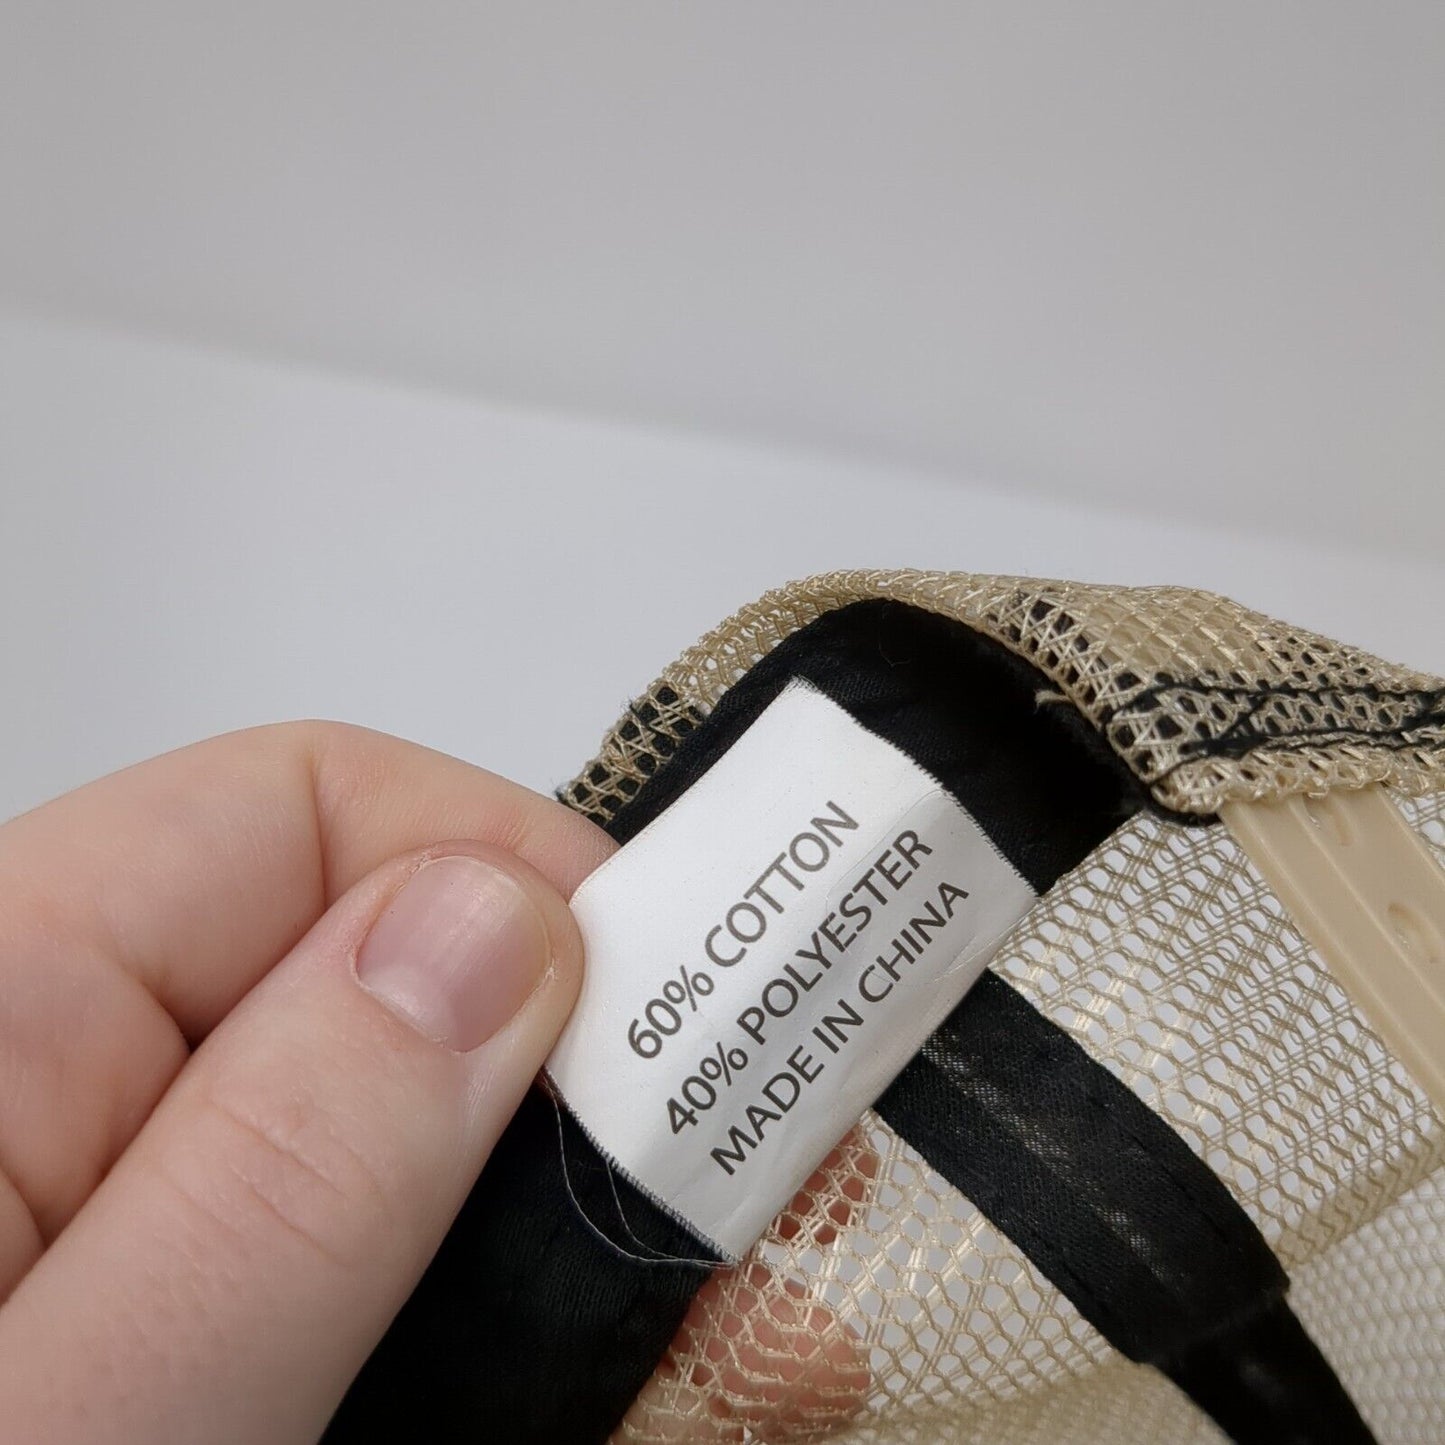 60% COTTON
40% POLYESTER
MADE IN CHINA